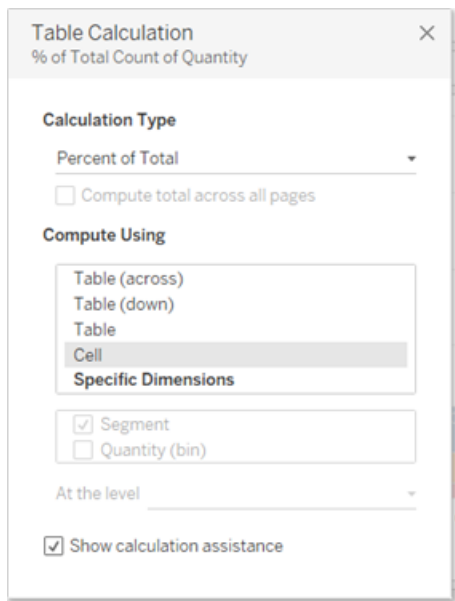 Table Calculation
% of Total Count of Quantity
Calculation Type
Percent of Total
Compute total across all pages
Compute Using
Table (across)
Table (down)
Table
Cell
Specific Dimensions
Segment
Quantity (bin)
At the level
Show calculation assistance